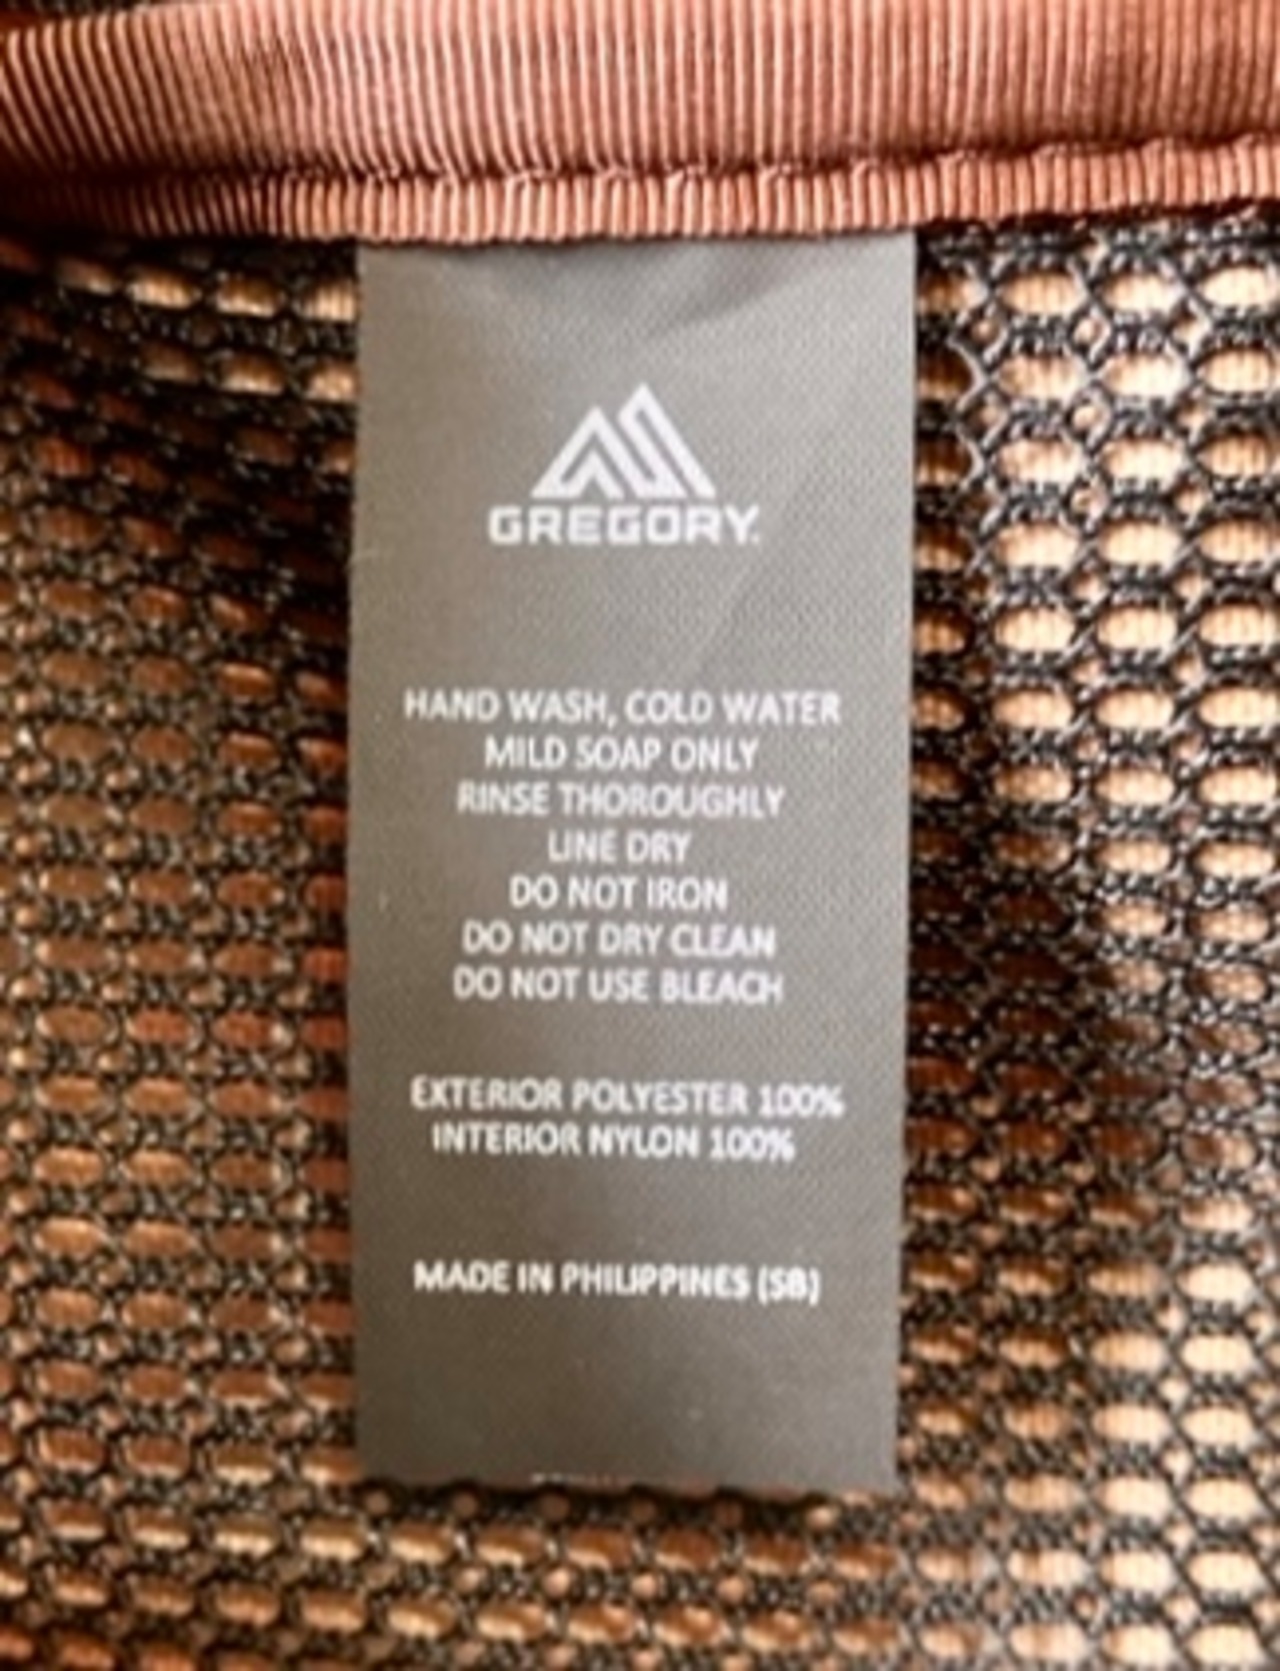 GREGORY.
HAND WASH, COLD WATER
MILD SOAP ONLY
RINSE THOROUGHLY
LINE DRY
DO NOT IRON
DO NOT DRY CLEAN
DO NOT USE BLEACH
EXTERIOR POLYESTER 100%
INTERIOR NYLON 100%
MADE IN PHILIPPINES (SB)